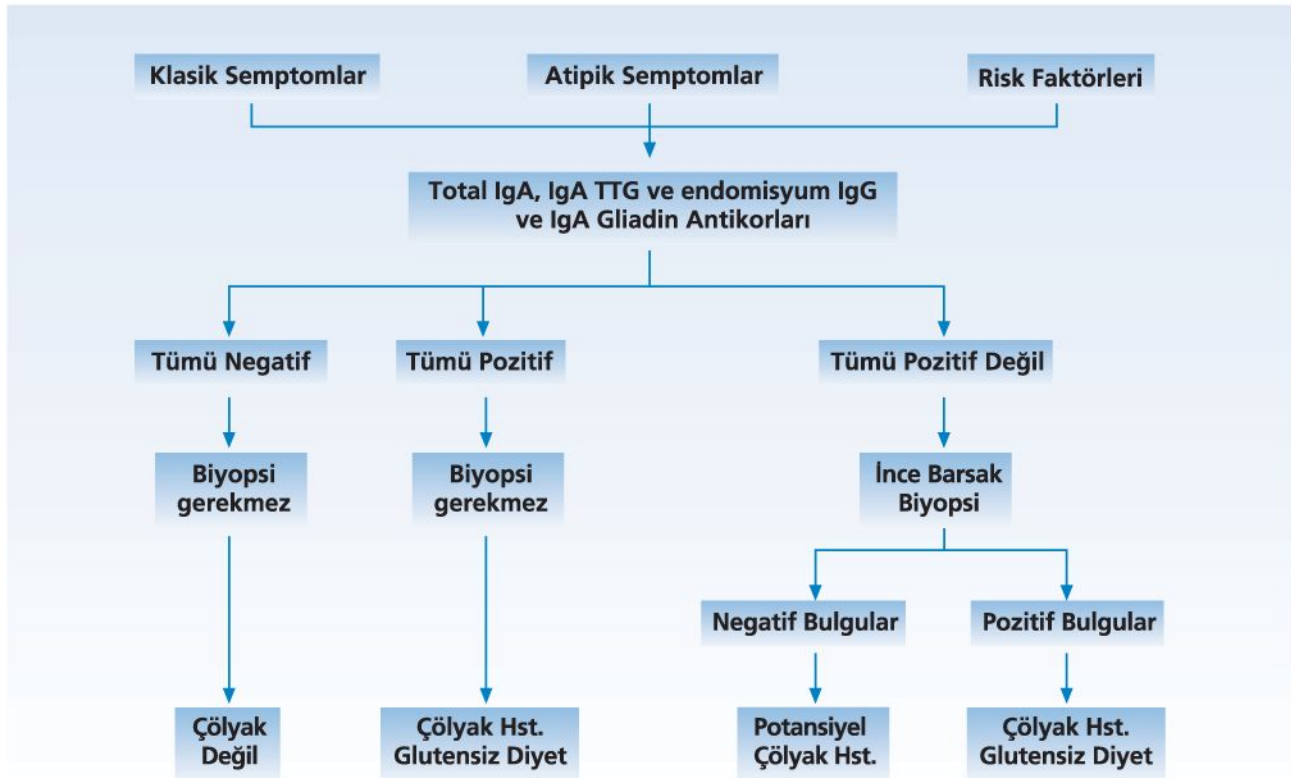 Klasik Semptomlar
Atipik Semptomlar
Risk Faktörleri
Total IgA, IgA TTG ve endomisyum IgG
ve IgA Gliadin Antikorları
Tümü Negatif
Tümü Pozitif
Tümü Pozitif Değil
Biyopsi
gerekmez
Biyopsi
gerekmez
İnce Barsak
Biyopsi
Negatif Bulgular
Pozitif Bulgular
Çölyak
Değil
Çölyak Hst.
Glutensiz Diyet
Potansiyel
Çölyak Hst.
Çölyak Hst.
Glutensiz Diyet